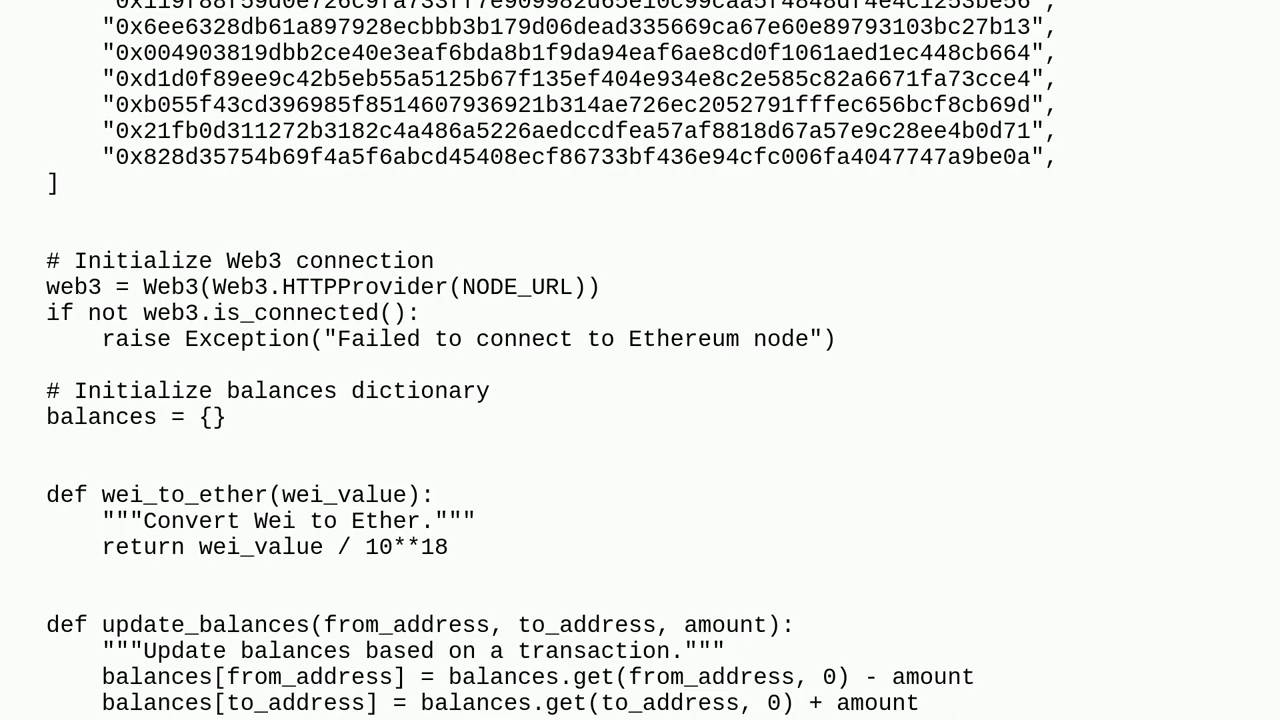 "0x119f88f59d0e726c9fa733ff7e909982d65e10c99caa5f4848df4e4c1253be56",
"0x6ee6328db61a897928ecbbb3b179d06dead335669ca67e60e89793103bc27b13",
"0x004903819dbb2ce40e3eaf6bda8b1f9da94eaf6ae8cd0f1061aed1ec448cb664",
"0xd1d0f89ee9c42b5eb55a5125b67f135ef404e934e8c2e585c82a6671fa73cce4",
"0xb055f43cd396985f8514607936921b314ae726ec2052791fffec656bcf8cb69d",
"0x21fb0d311272b3182c4a486a5226aedccdfea57af8818d67a57e9c28ee4b0d71",
"0x828d35754b69f4a5f6abcd45408ecf86733bf436e94cfc006fa4047747a9be0a",
]
# Initialize Web3 connection
web3 = Web3(Web3.HTTPProvider(NODE_URL))
if not web3.is_connected():
raise Exception("Failed to connect to Ethereum node")
# Initialize balances dictionary
balances = {}
def wei_to_ether(wei_value):
"""Convert Wei to Ether."""
return wei_value / 10**18
def update_balances(from_address, to_address, amount):
"""Update balances based on a transaction."""
balances[from_address] = balances.get(from_address, 0) - amount
balances[to_address] = balances.get(to_address, 0) + amount